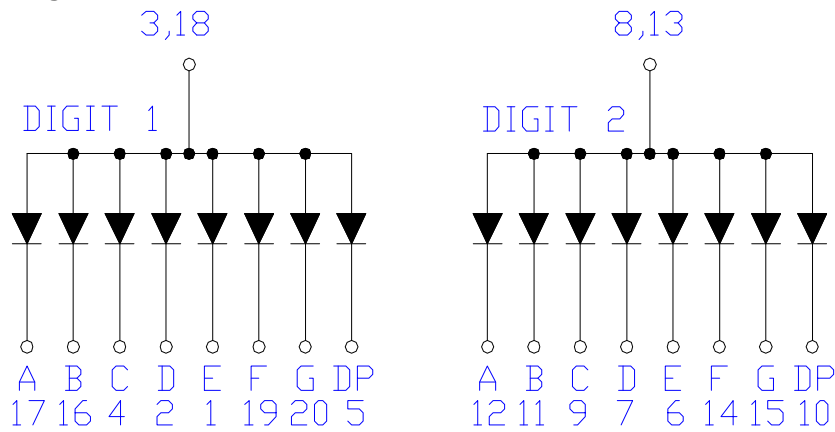 3,18 8,13
DIGIT 1 DIGIT 2
A B C D E F G DP A B C D E F G DP
17 16 4 2 1 19 20 5 12 11 9 7 6 14 15 10